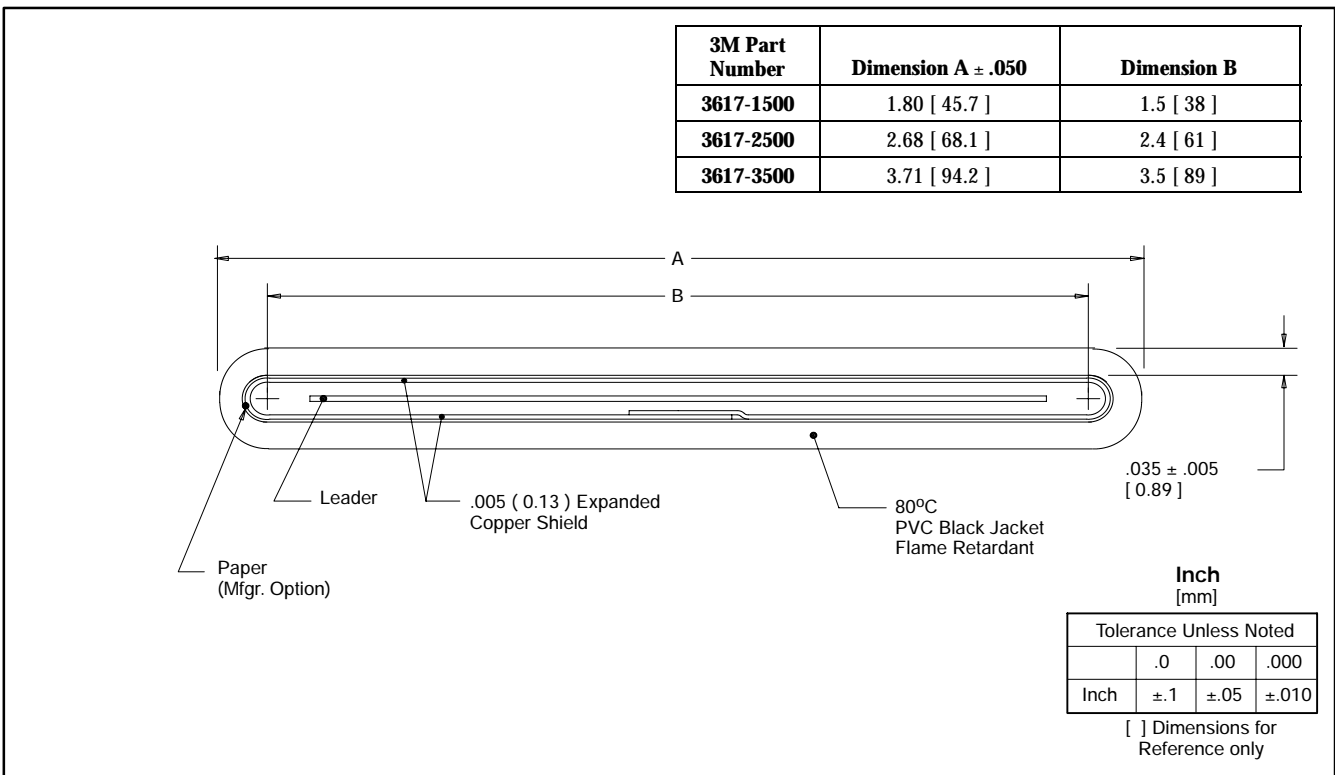 3M Part Number Dimension A ± .050 Dimension B
3617-1500 1.80 [ 45.7 ] 1.5 [ 38 ]
3617-2500 2.68 [ 68.1 ] 2.4 [ 61 ]
3617-3500 3.71 [ 94.2 ] 3.5 [ 89 ]
A
B
.035 ± .005
[ 0.89 ]
Leader
.005 ( 0.13 ) Expanded
Copper Shield
80ºC
PVC Black Jacket
Flame Retardant
Paper
(Mfgr. Option)
Inch
[mm]
Tolerance Unless Noted
.0 .00 .000
Inch ±.1 ±.05 ±.010
[ ] Dimensions for
Reference only